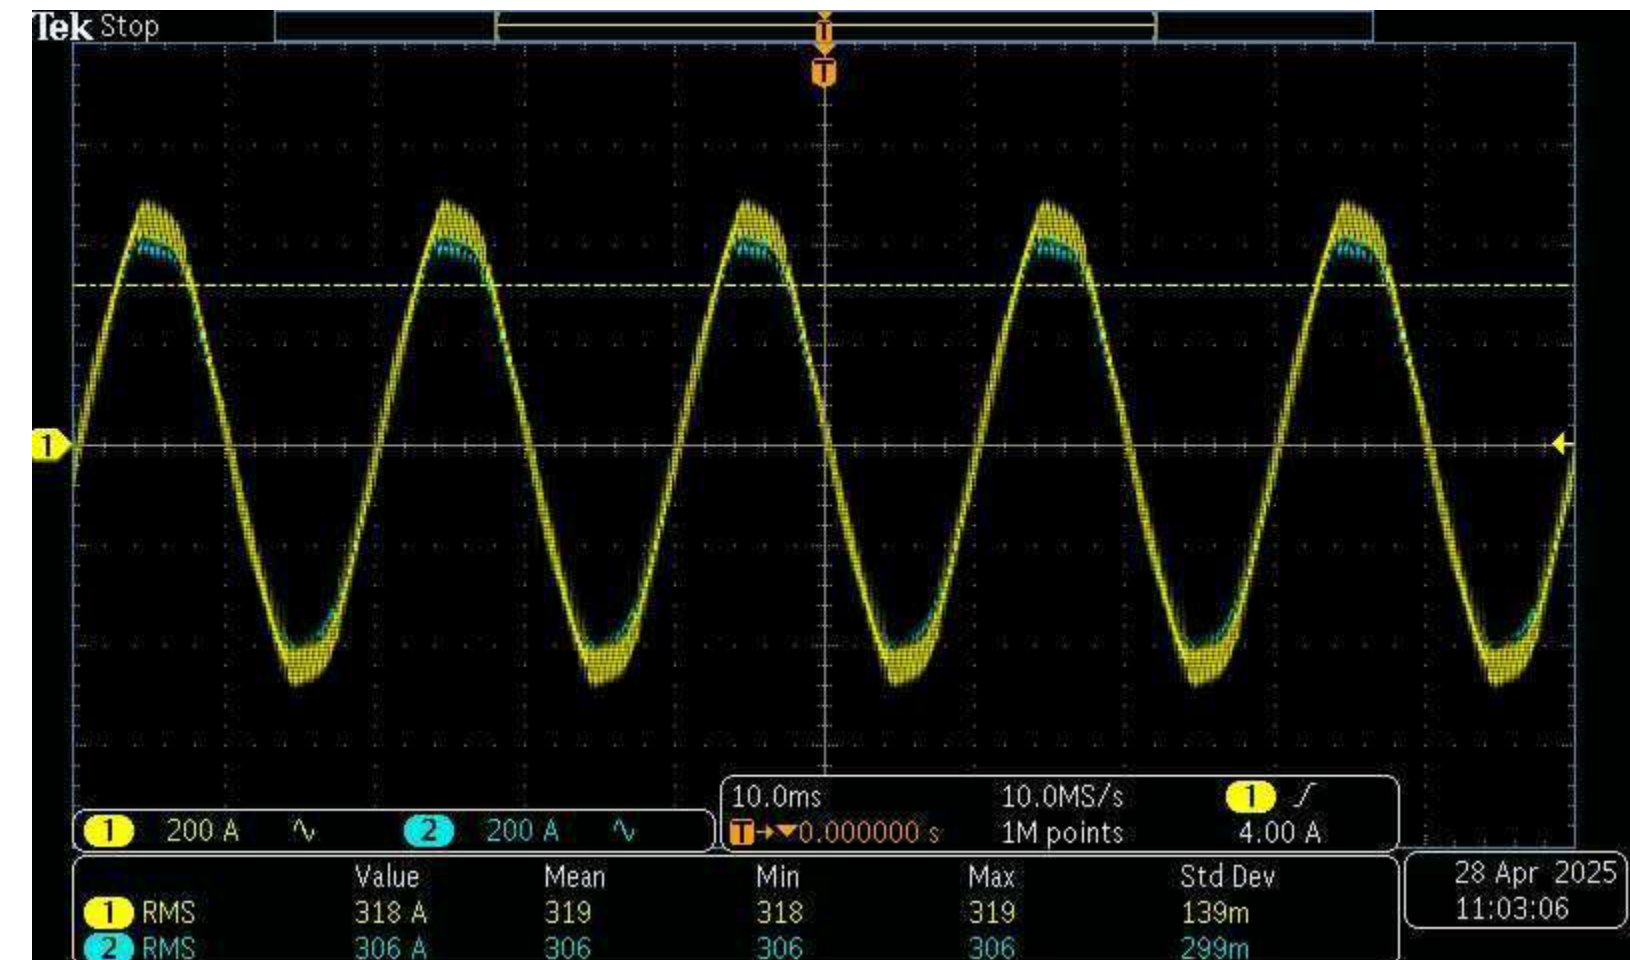 Tek Stop
T
T
1
10.0ms 10.0MS/s 1
T→▼0.000000 s 1M points 4.00 A
1 200 A 2 200 A
Value Mean Min Max Std Dev
1 RMS 318 A 319 318 319 139m
2 RMS 306 A 306 306 306 299m
28 Apr 2025
11:03:06